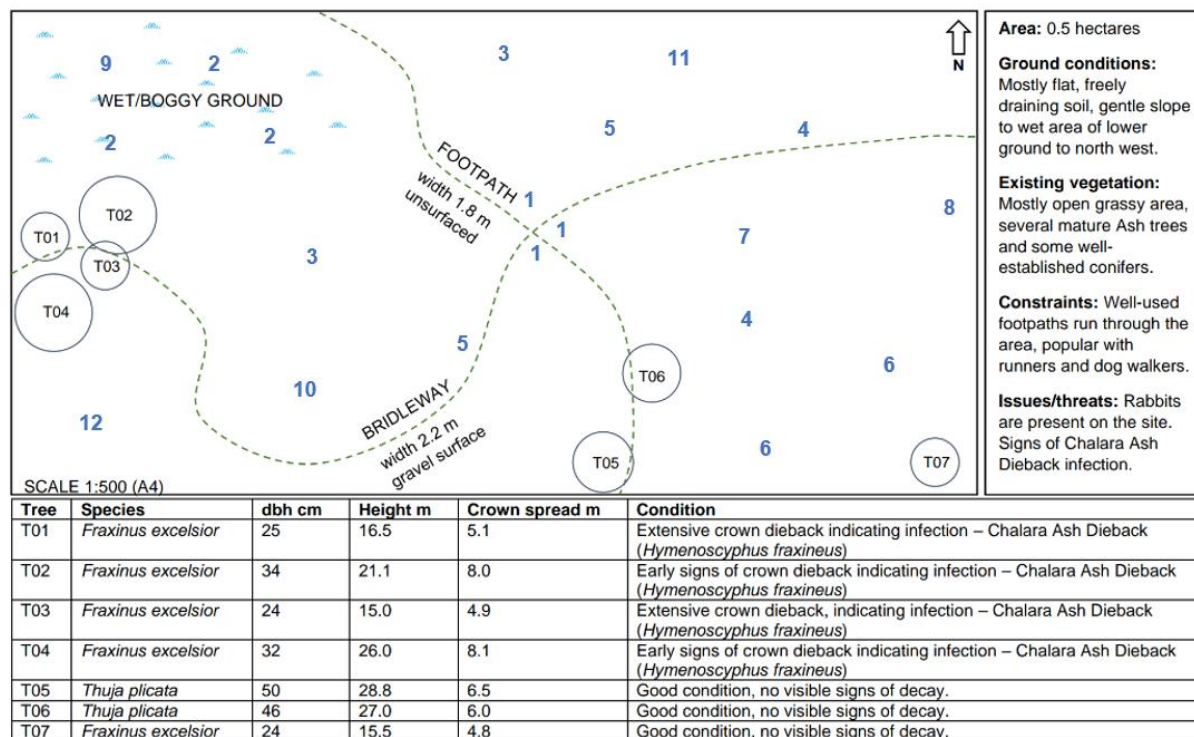 3
11
N
9
2
WET/BOGGY GROUND
2
2
5
4
FOOTPATH
width 1.8 m
unsurfaced
1
1
1
8
7
T02
T01
T03
T04
3
4
5
T06
6
10
BRIDLEWAY
width 2.2 m
gravel surface
12
6
T05
T07
SCALE 1:500 (A4)
Area: 0.5 hectares
Ground conditions:
Mostly flat, freely
draining soil, gentle slope
to wet area of lower
ground to north west.
Existing vegetation:
Mostly open grassy area,
several mature Ash trees
and some well-
established conifers.
Constraints: Well-used
footpaths run through the
area, popular with
runners and dog walkers.
Issues/threats: Rabbits
are present on the site.
Signs of Chalara Ash
Dieback infection.
Tree Species dbh cm Height m Crown spread m Condition
T01 Fraxinus excelsior 25 16.5 5.1 Extensive crown dieback indicating infection – Chalara Ash Dieback
(Hymenoscyphus fraxineus)
T02 Fraxinus excelsior 34 21.1 8.0 Early signs of crown dieback indicating infection – Chalara Ash Dieback
(Hymenoscyphus fraxineus)
T03 Fraxinus excelsior 24 15.0 4.9 Extensive crown dieback, indicating infection – Chalara Ash Dieback
(Hymenoscyphus fraxineus)
T04 Fraxinus excelsior 32 26.0 8.1 Early signs of crown dieback indicating infection – Chalara Ash Dieback
(Hymenoscyphus fraxineus)
T05 Thuja plicata 50 28.8 6.5 Good condition, no visible signs of decay.
T06 Thuja plicata 46 27.0 6.0 Good condition, no visible signs of decay.
T07 Fraxinus excelsior 24 15.5 4.8 Good condition, no visible signs of decay.